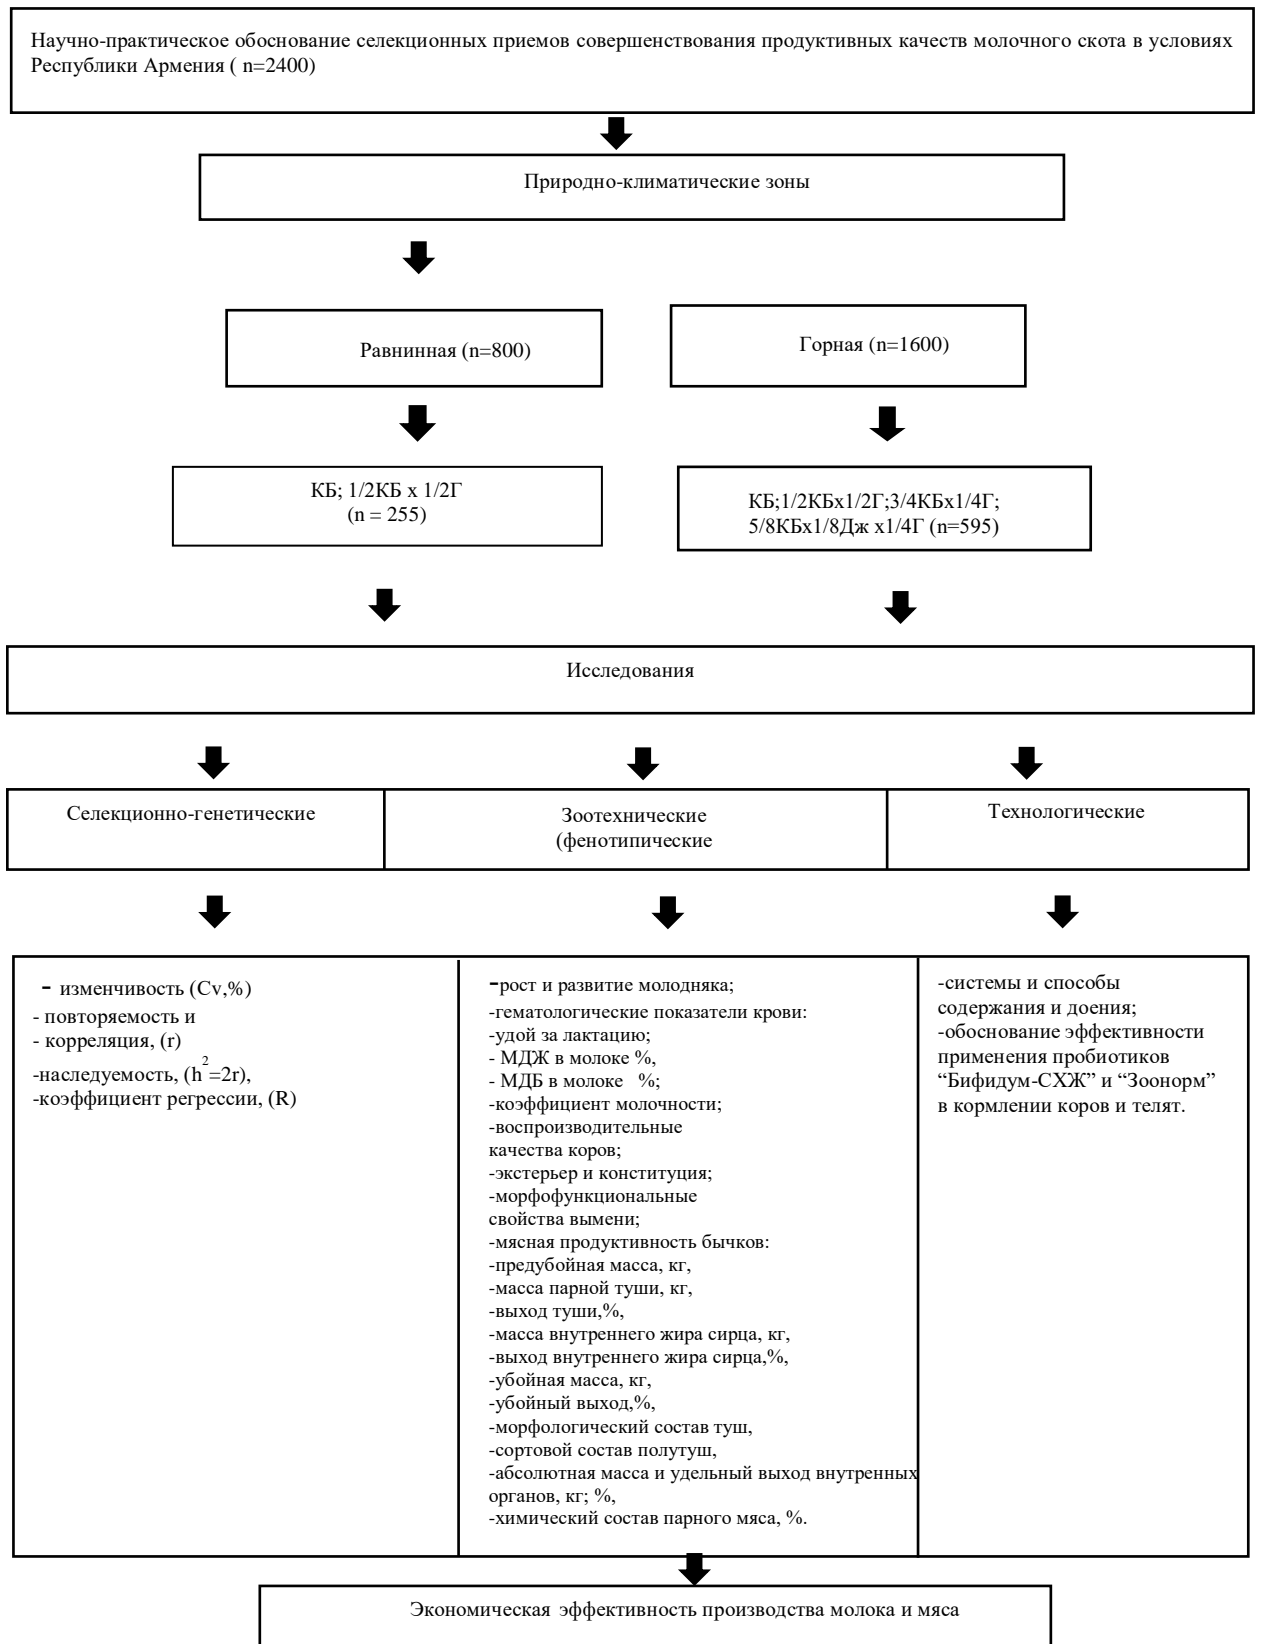 Научно-практическое обоснование селекционных приемов совершенствования продуктивных качеств молочного скота в условиях
Республики Армения ( n=2400)
Природно-климатические зоны
Равнинная (n=800)
Горная (n=1600)
КБ; 1/2КБ х 1/2Г
(n = 255)
КБ;1/2КБх1/2Г;3/4КБх1/4Г;
5/8КБх1/8Дж х1/4Г (n=595)
Исследования
Селекционно-генетические
Зоотехнические
(фенотипические
Технологические
- изменчивость (Cv,%)
- повторяемость и
- корреляция, (r)
-наследуемость, (h²=2r),
-коэффициент регрессии, (R)
-рост и развитие молодняка;
-гематологические показатели крови:
-удой за лактацию;
- МДЖ в молоке %,
- МДБ в молоке %;
-коэффициент молочности;
-воспроизводительные
качества коров;
-экстерьер и конституция;
-морфофункциональные
свойства вымени;
-мясная продуктивность бычков:
-предубойная масса, кг,
-масса парной туши, кг,
-выход туши,%,
-масса внутреннего жира сирца, кг,
-выход внутреннего жира сирца,%,
-убойная масса, кг,
-убойный выход,%,
-морфологический состав туш,
-сортовой состав полутуш,
-абсолютная масса и удельный выход внутренных
органов, кг; %,
-химический состав парного мяса, %.
-системы и способы
содержания и доения;
-обоснование эффективности
применения пробиотиков
“Бифидум-СХЖ” и “Зоонорм”
в кормлении коров и телят.
Экономическая эффективность производства молока и мяса